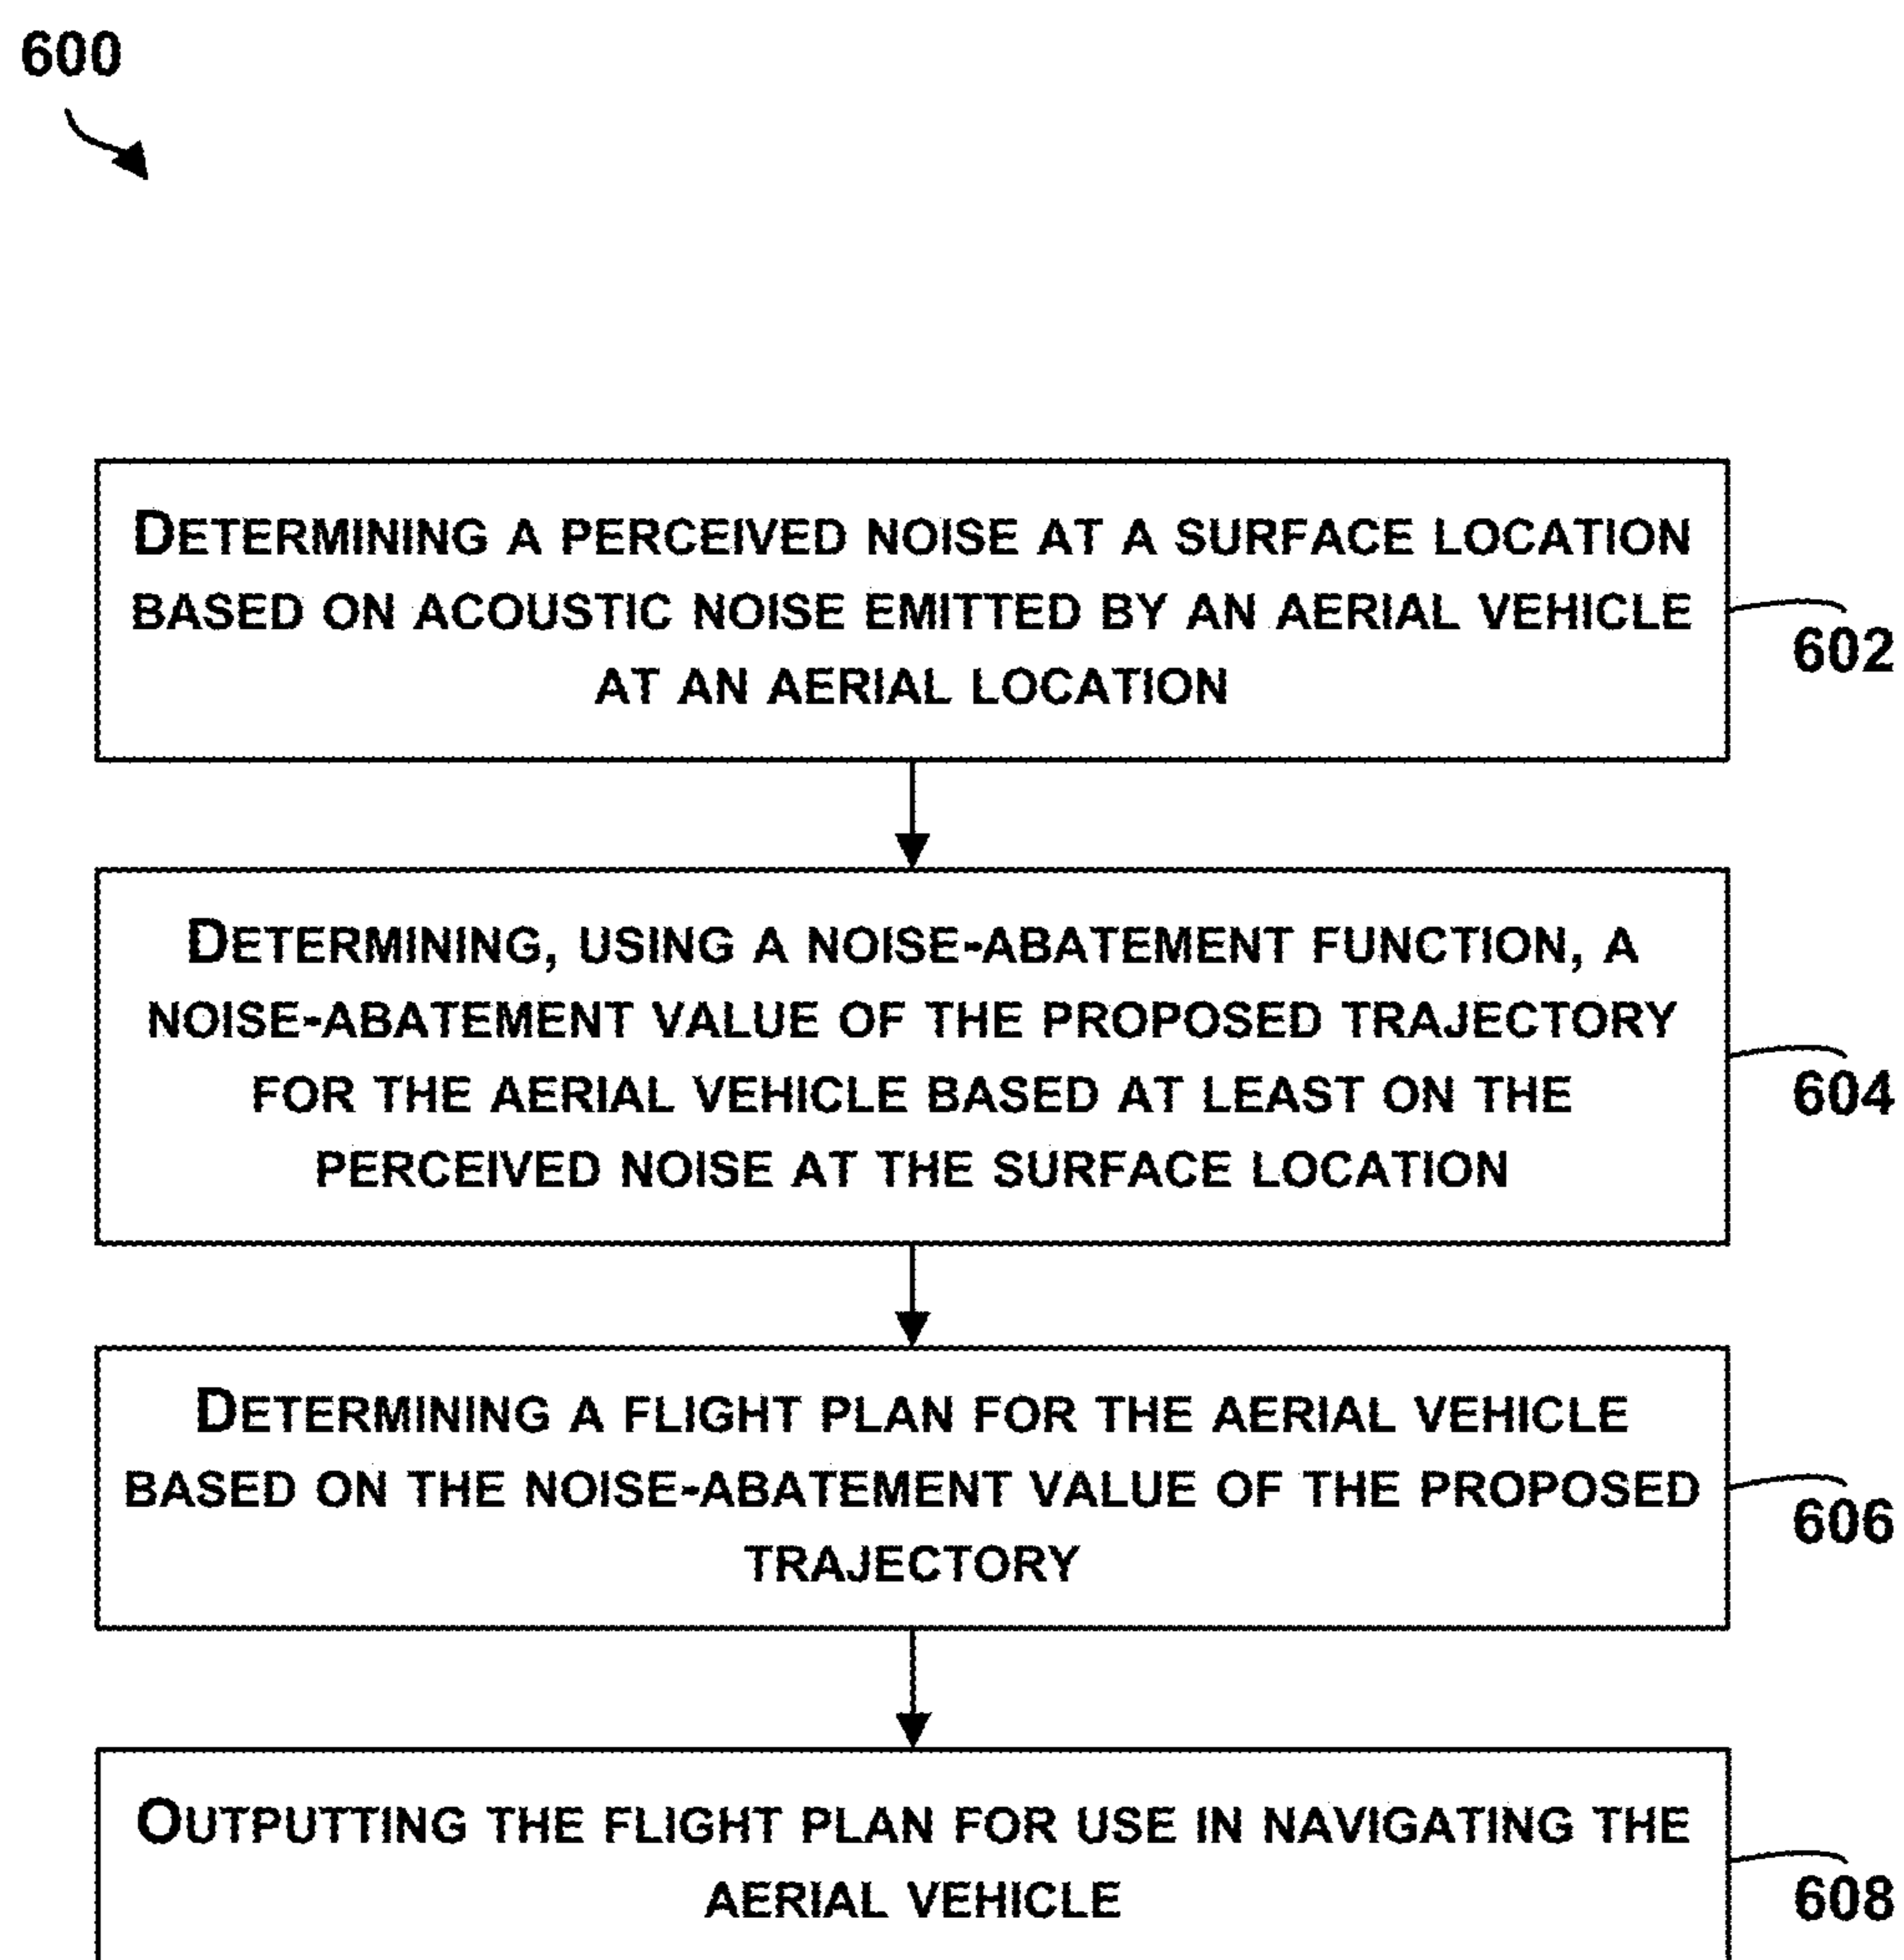 600
DETERMINING A PERCEIVED NOISE AT A SURFACE LOCATION
BASED ON ACOUSTIC NOISE EMITTED BY AN AERIAL VEHICLE
AT AN AERIAL LOCATION
602
DETERMINING, USING A NOISE-ABATEMENT FUNCTION, A
NOISE-ABATEMENT VALUE OF THE PROPOSED TRAJECTORY
FOR THE AERIAL VEHICLE BASED AT LEAST ON THE
PERCEIVED NOISE AT THE SURFACE LOCATION
604
DETERMINING A FLIGHT PLAN FOR THE AERIAL VEHICLE
BASED ON THE NOISE-ABATEMENT VALUE OF THE PROPOSED
TRAJECTORY
606
OUTPUTTING THE FLIGHT PLAN FOR USE IN NAVIGATING THE
AERIAL VEHICLE
608